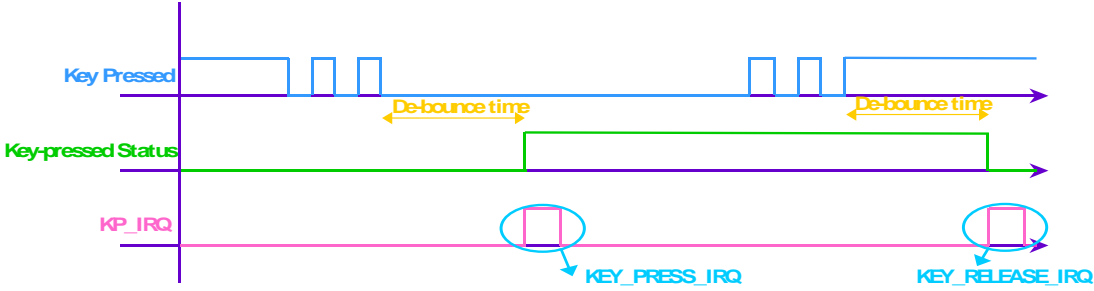 Key Pressed
De-bounce time
De-bounce time
Key-pressed Status
KP_IRQ
KEY_PRESS_IRQ
KEY_RELEASE_IRQ